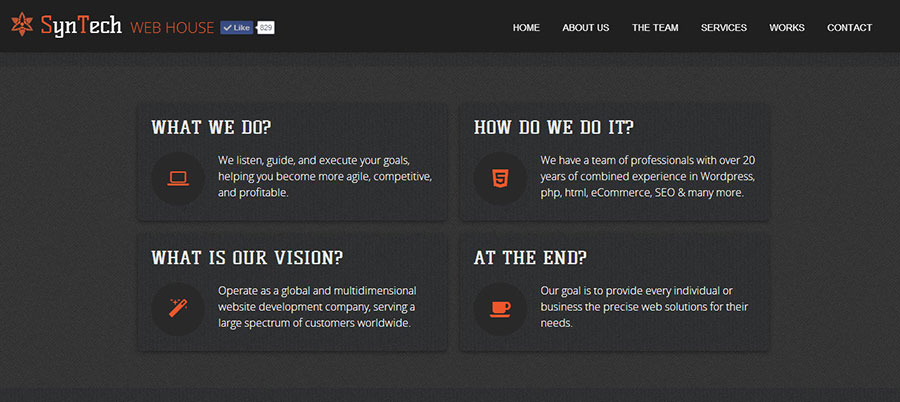 SynTech WEB HOUSE Like 829
HOME ABOUT US THE TEAM SERVICES WORKS CONTACT
WHAT WE DO?
We listen, guide, and execute your goals,
helping you become more agile, competitive,
and profitable.
HOW DO WE DO IT?
We have a team of professionals with over 20
years of combined experience in Wordpress,
php, html, eCommerce, SEO & many more.
WHAT IS OUR VISION?
Operate as a global and multidimensional
website development company, serving a
large spectrum of customers worldwide.
AT THE END?
Our goal is to provide every individual or
business the precise web solutions for their
needs.